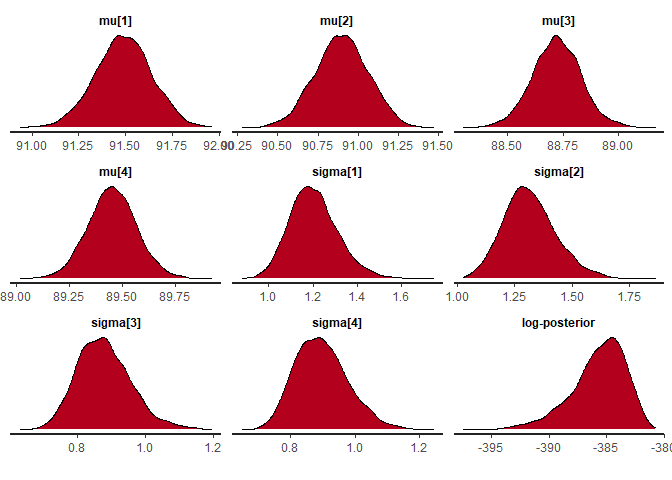 mu[1] mu[2] mu[3]
91.00 91.25 91.50 91.75 92.00 90.25 90.50 90.75 91.00 91.25 91.50 88.50 88.75 89.00
mu[4] sigma[1] sigma[2]
89.00 89.25 89.50 89.75 1.0 1.2 1.4 1.6 1.00 1.25 1.50 1.75
sigma[3] sigma[4] log-posterior
0.8 1.0 1.2 0.8 1.0 1.2 -395 -390 -385 -380